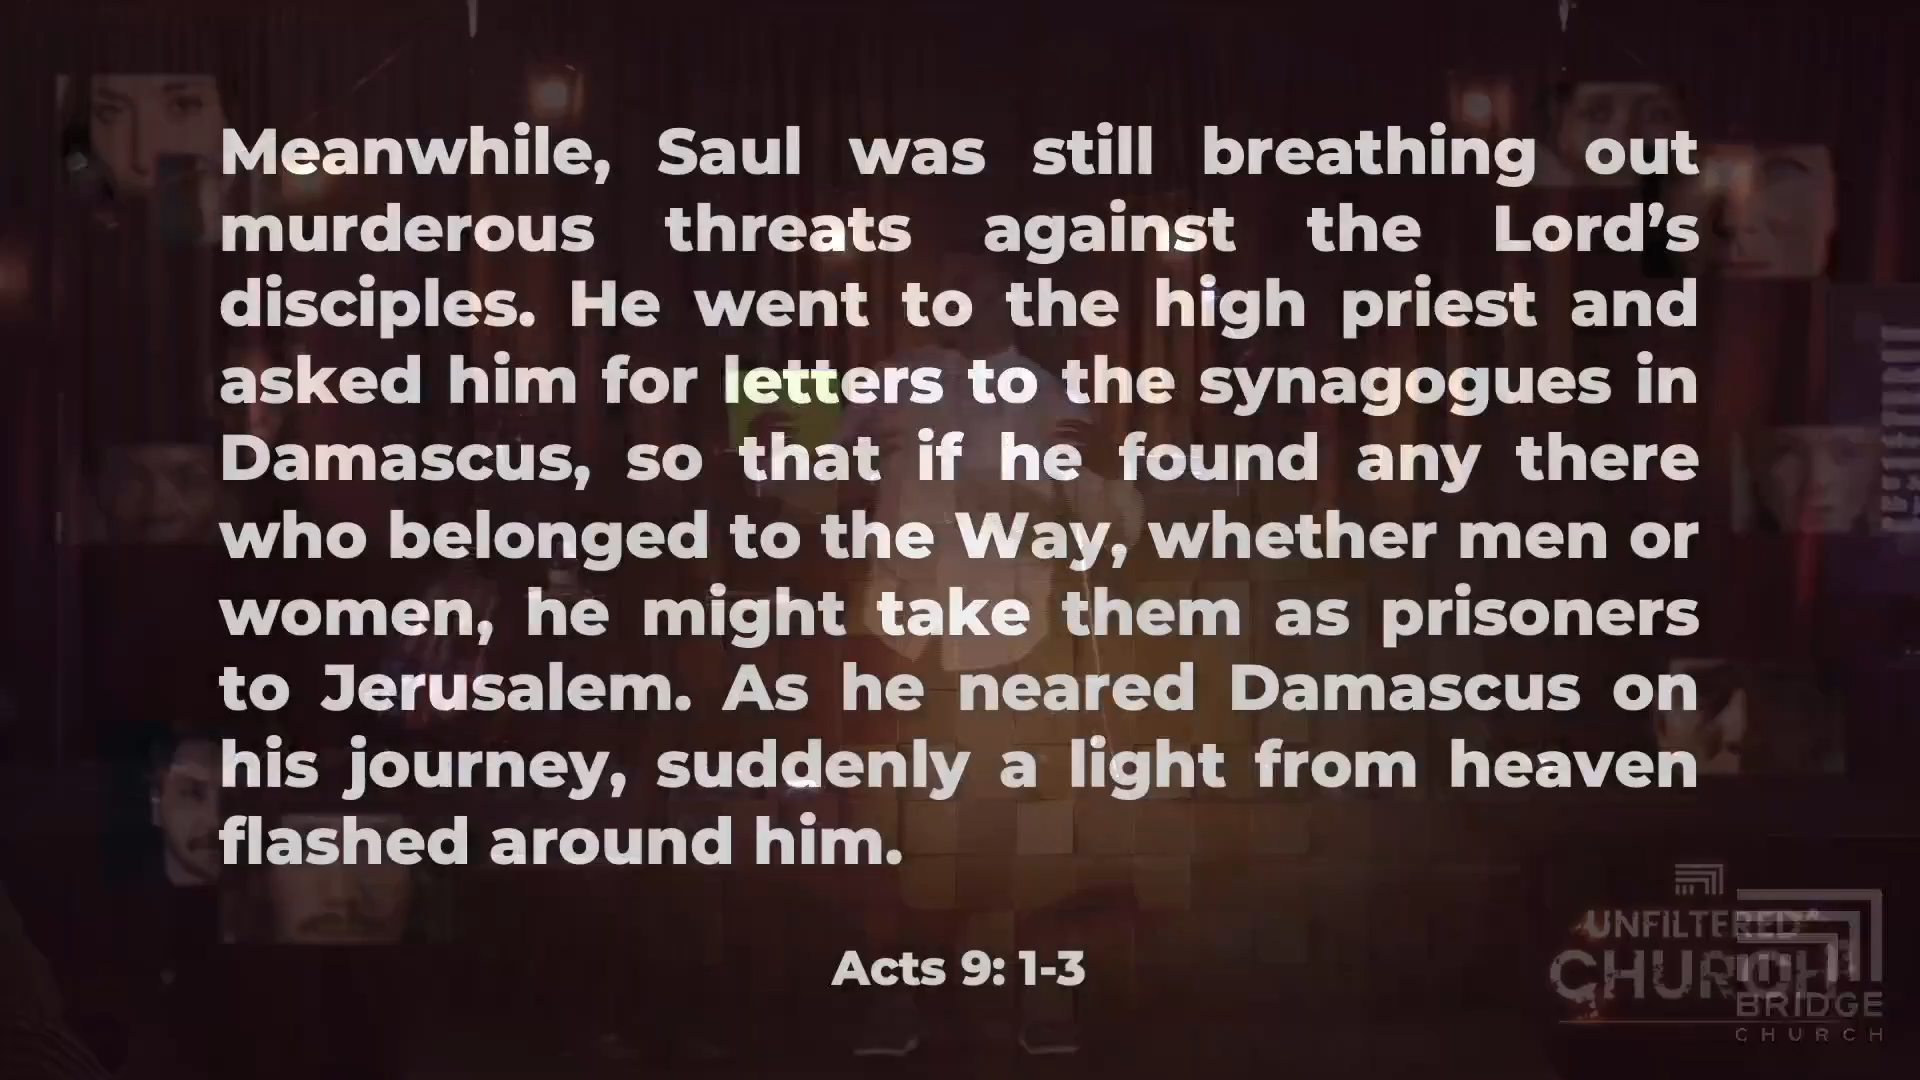 Meanwhile, Saul was still breathing out
murderous threats against the Lord’s
disciples. He went to the high priest and
asked him for letters to the synagogues in
Damascus, so that if he found any there
who belonged to the Way, whether men or
women, he might take them as prisoners
to Jerusalem. As he neared Damascus on
his journey, suddenly a light from heaven
flashed around him.
Acts 9: 1-3
UNFILTERED
CHURCH
BRIDGE
CHURCH